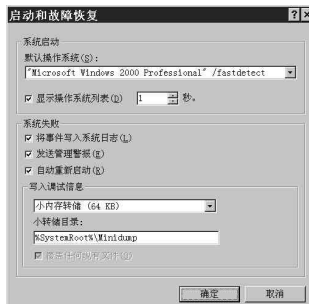 启动和故障恢复
系统启动
默认操作系统(S):
"Microsoft Windows 2000 Professional" /fastdetect
显示操作系统列表(D) 1 秒。
系统失败
将事件写入系统日志(L)
发送管理警报(E)
自动重新启动(R)
写入调试信息
小内存转储 (64 KB)
小转储目录:
%SystemRoot%\Minidump
确定 取消